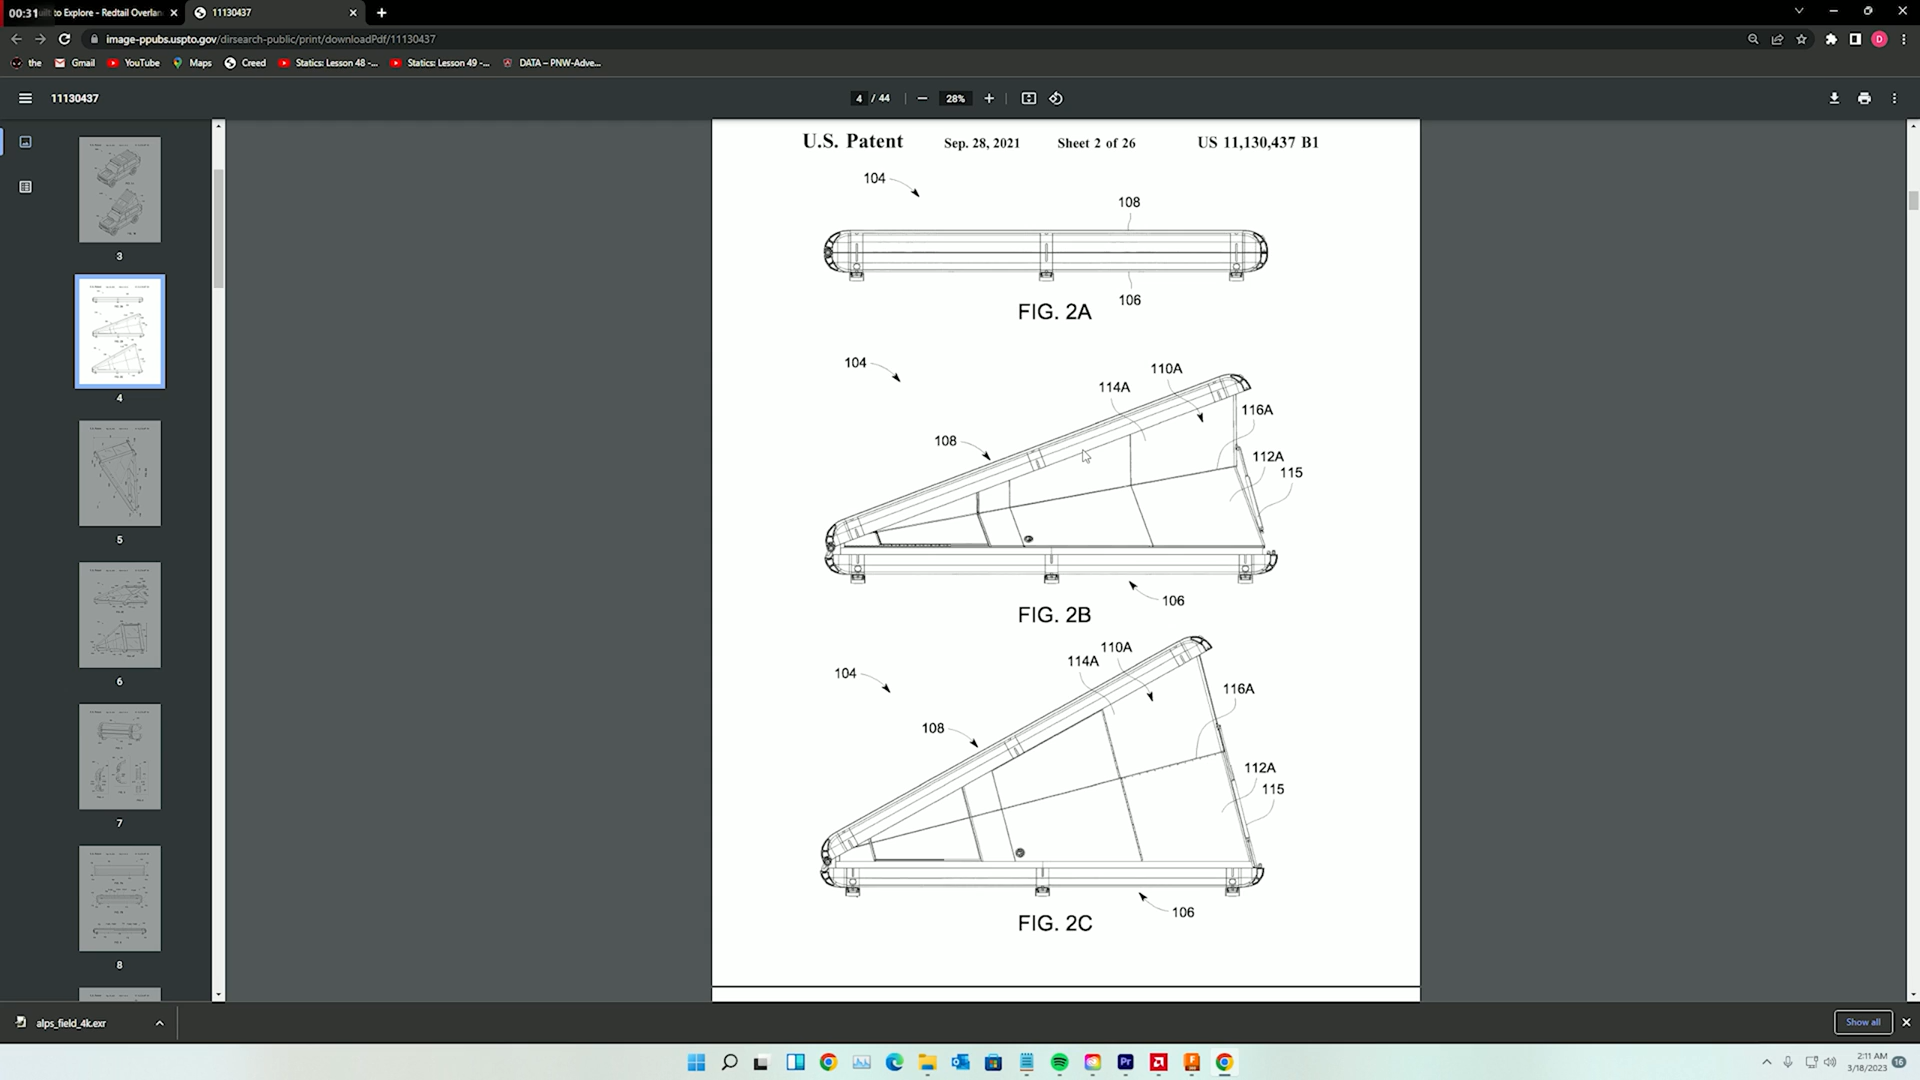 00:31
ilt to Explore - Redtail Overlan
11130437
image-ppubs.uspto.gov/dirsearch-public/print/downloadPdf/11130437
the
Gmail
YouTube
Maps
Creed
Statics: Lesson 48 -...
Statics: Lesson 49 -...
DATA – PNW-Adve...
11130437
4 / 44
28%
3
4
5
6
7
8
U.S. Patent Sep. 28, 2021 Sheet 2 of 26 US 11,130,437 B1
104
108
106
FIG. 2A
104
110A
114A
116A
108
112A
115
106
FIG. 2B
104
110A
114A
116A
108
112A
115
106
FIG. 2C
alps_field_4k.exr
Show all
2:11 AM
3/18/2023
16